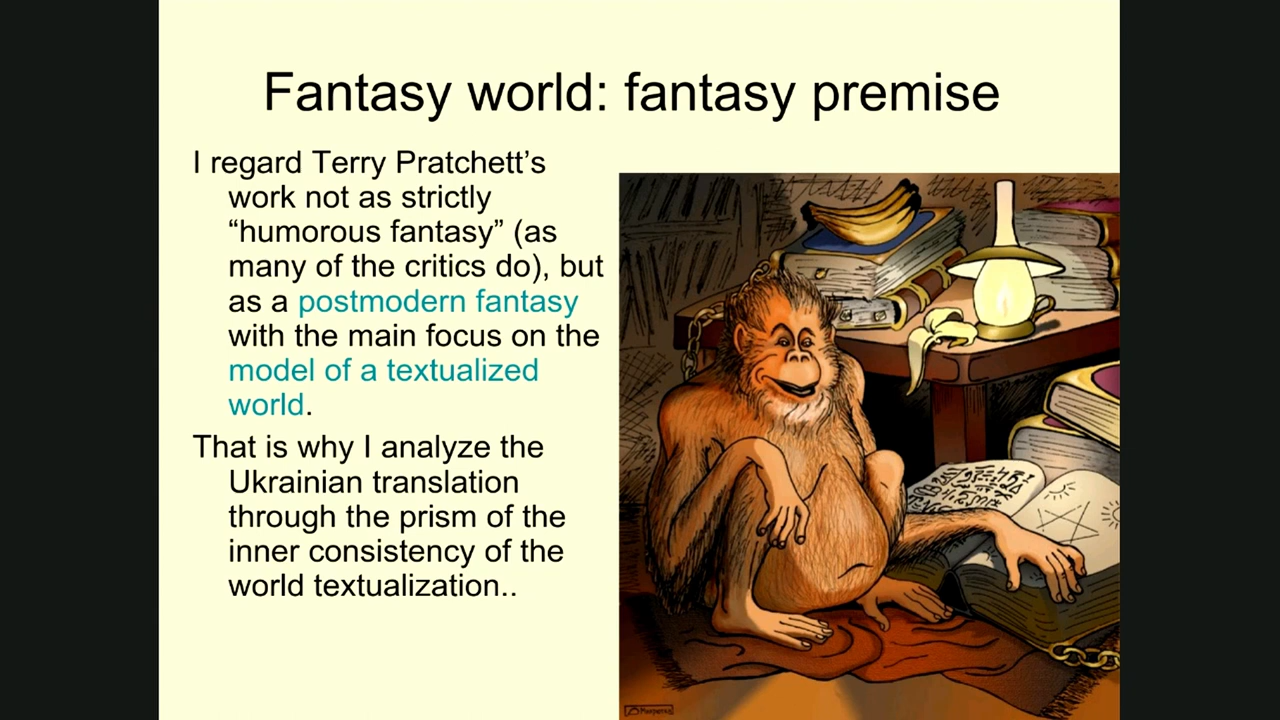 Fantasy world: fantasy premise
I regard Terry Pratchett’s
work not as strictly
“humorous fantasy” (as
many of the critics do), but
as a postmodern fantasy
with the main focus on the
model of a textualized
world.
That is why I analyze the
Ukrainian translation
through the prism of the
inner consistency of the
world textualization..